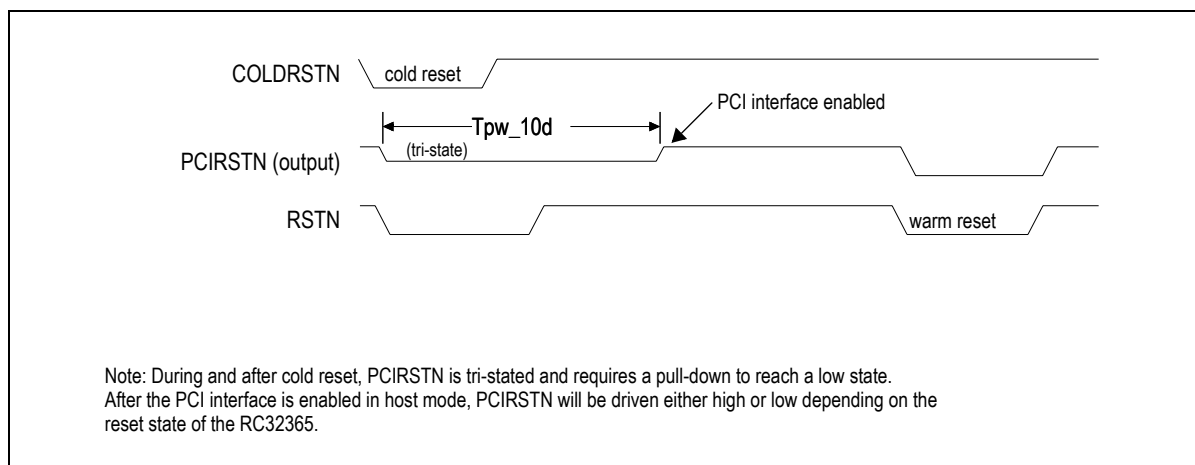 COLDRSTN
cold reset
PCI interface enabled
Tpw_10d
(tri-state)
PCIRSTN (output)
RSTN
warm reset
Note: During and after cold reset, PCIRSTN is tri-stated and requires a pull-down to reach a low state.
After the PCI interface is enabled in host mode, PCIRSTN will be driven either high or low depending on the
reset state of the RC32365.